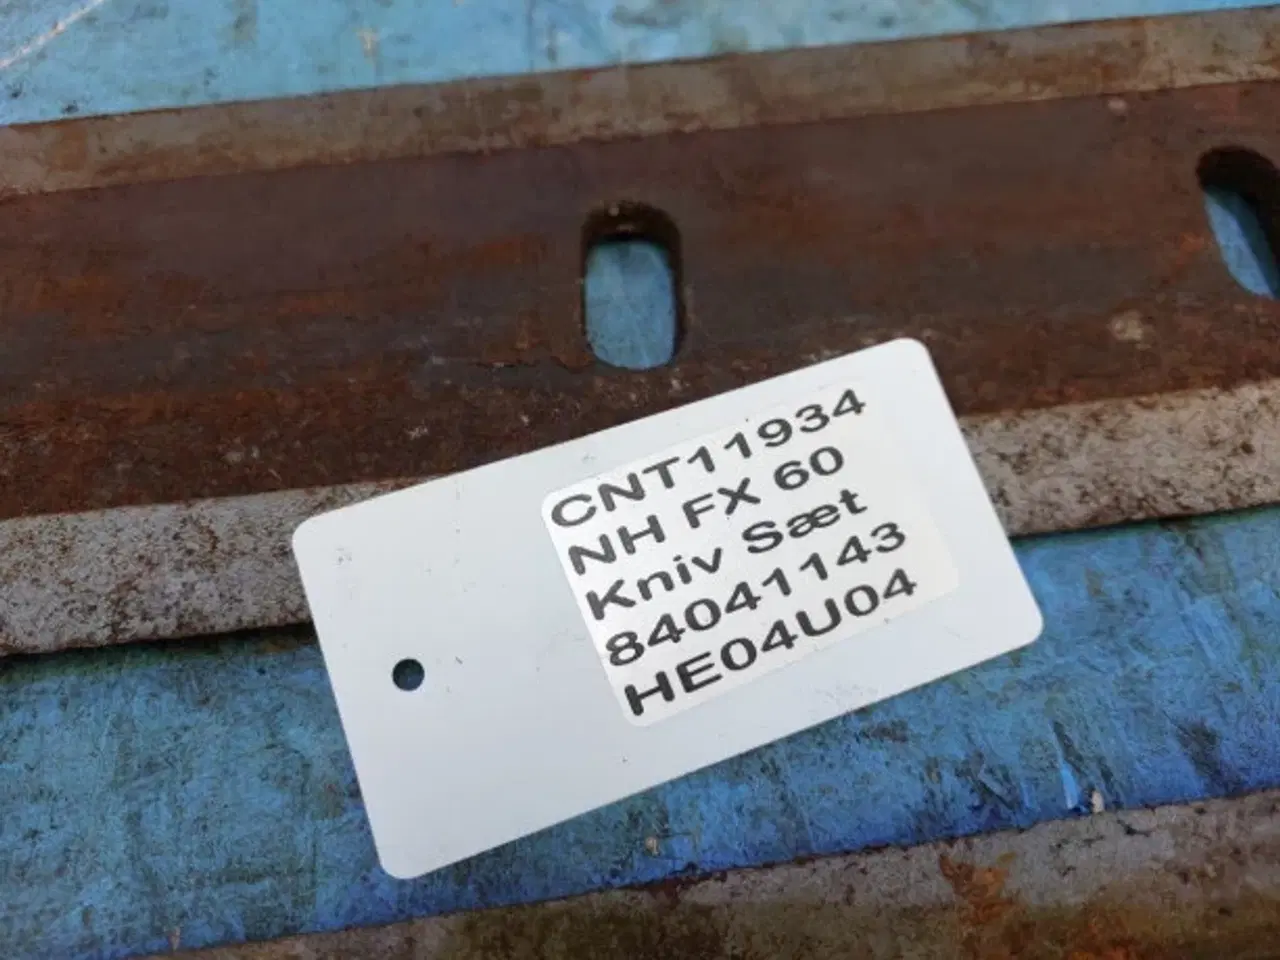 CNT11934
NH FX 60
Kniv Sæt
84041143
HE04U04